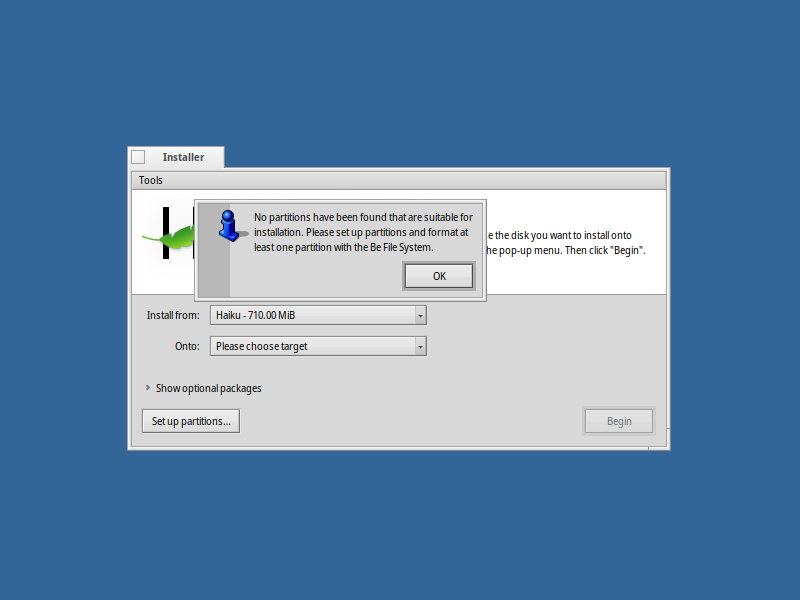 Installer
Tools
No partitions have been found that are suitable for
installation. Please set up partitions and format at
least one partition with the Be File System.
OK
e the disk you want to install onto
he pop-up menu. Then click "Begin".
Install from: Haiku - 710.00 MiB
Onto: Please choose target
Show optional packages
Set up partitions...
Begin